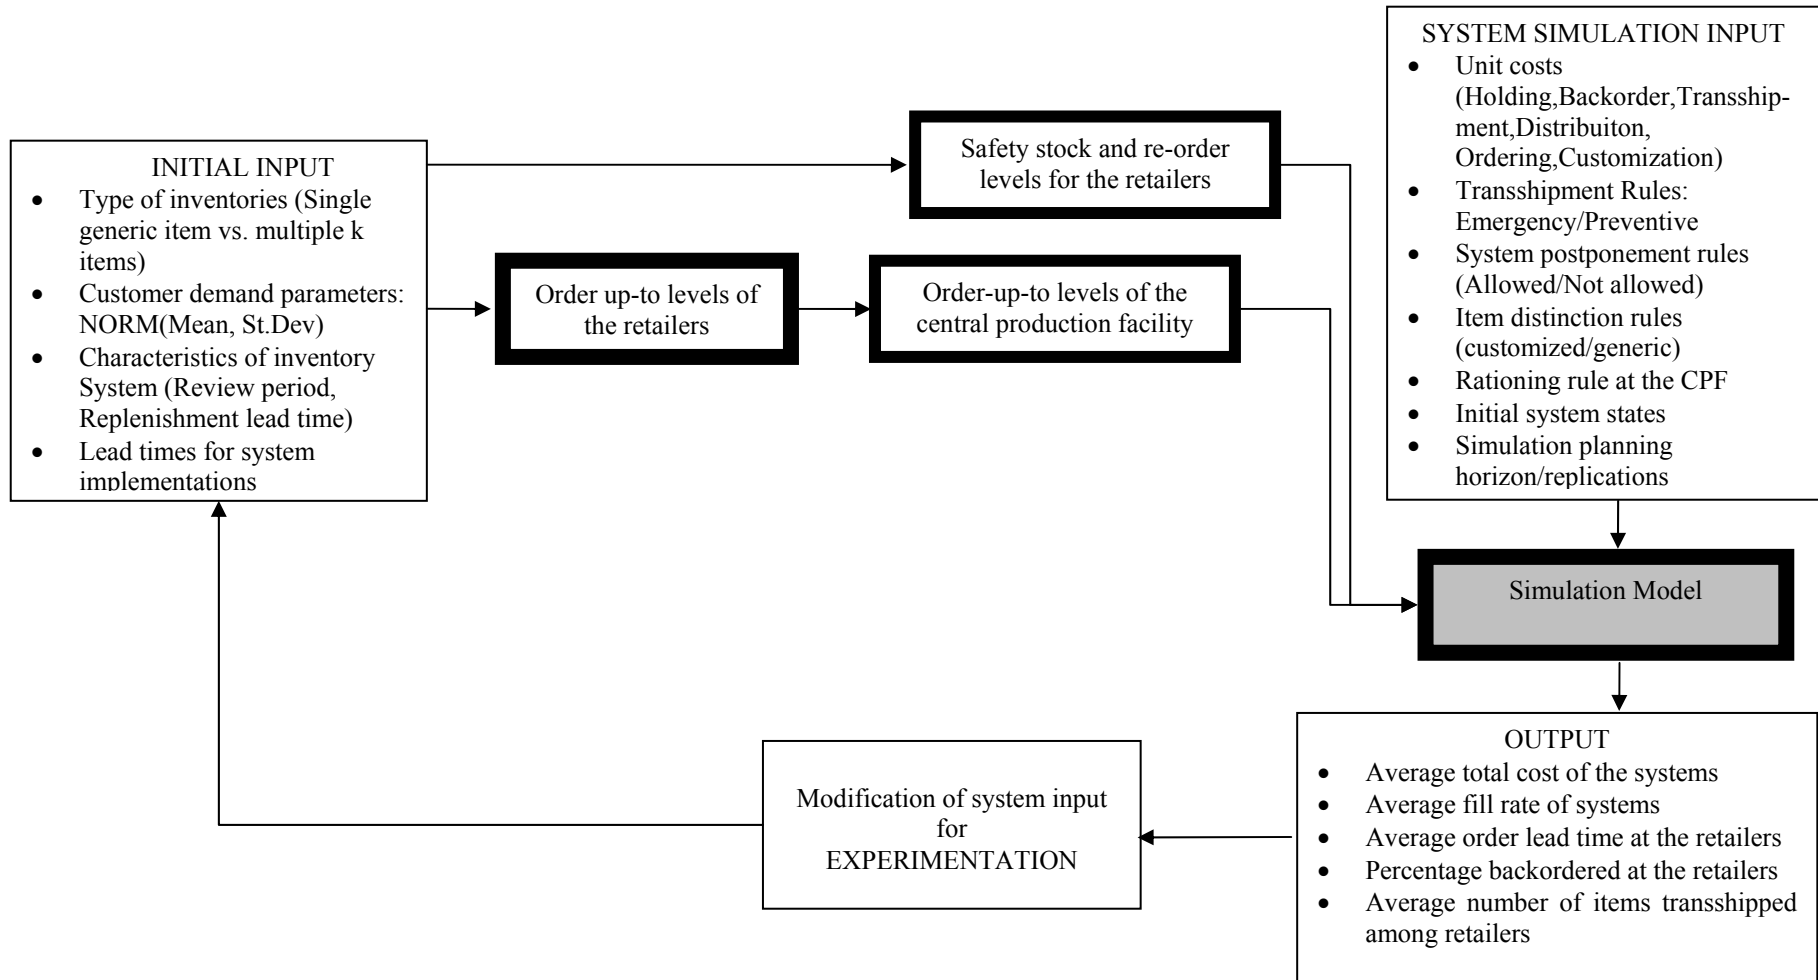 INITIAL INPUT
• Type of inventories (Single
generic item vs. multiple k
items)
• Customer demand parameters:
NORM(Mean, St.Dev)
• Characteristics of inventory
System (Review period,
Replenishment lead time)
• Lead times for system
implementations
Safety stock and re-order
levels for the retailers
Order up-to levels of
the retailers
Order-up-to levels of the
central production facility
SYSTEM SIMULATION INPUT
• Unit costs
(Holding,Backorder,Transship-
ment,Distribuiton,
Ordering,Customization)
• Transshipment Rules:
Emergency/Preventive
• System postponement rules
(Allowed/Not allowed)
• Item distinction rules
(customized/generic)
• Rationing rule at the CPF
• Initial system states
• Simulation planning
horizon/replications
Simulation Model
OUTPUT
• Average total cost of the systems
• Average fill rate of systems
• Average order lead time at the retailers
• Percentage backordered at the retailers
• Average number of items transshipped
among retailers
Modification of system input
for
EXPERIMENTATION